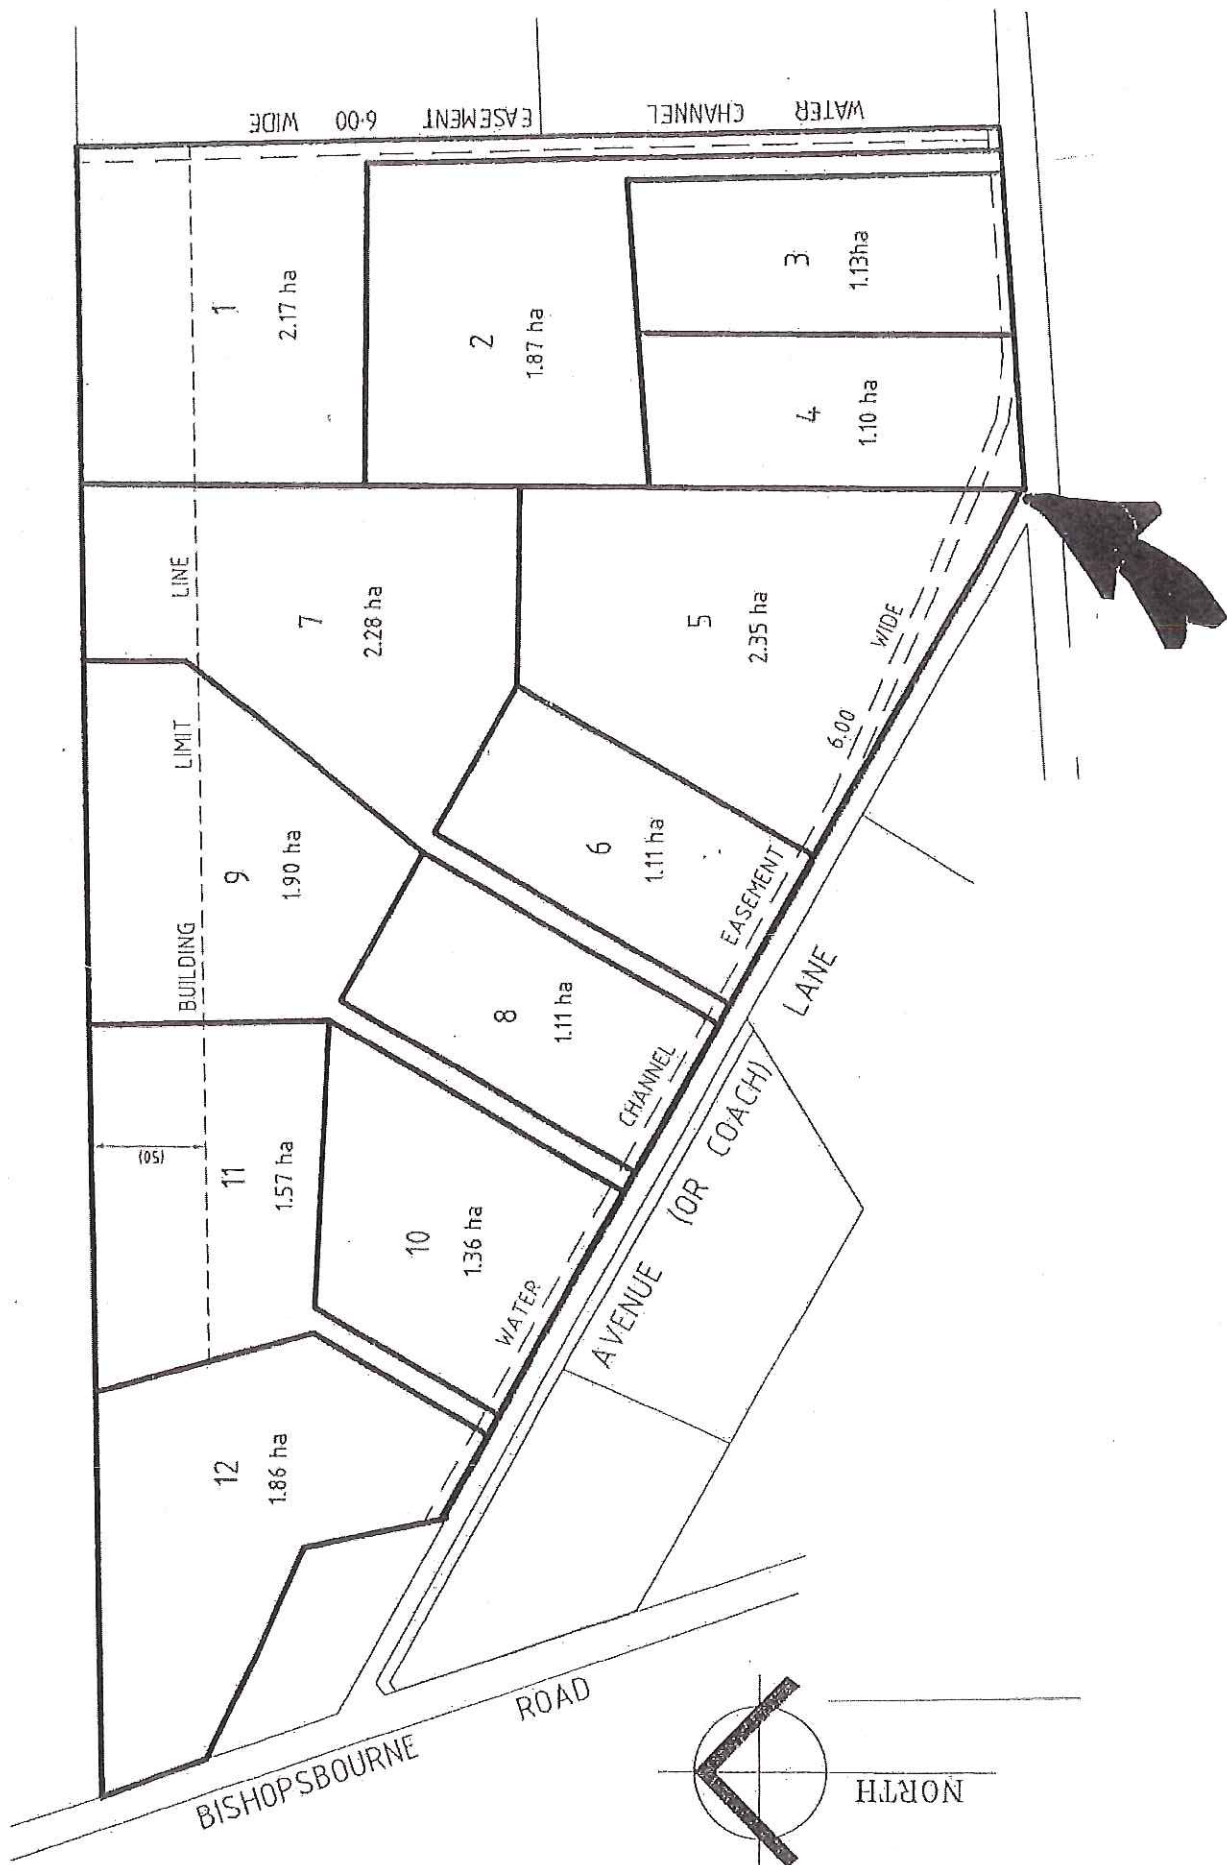 WATER CHANNEL EASEMENT 6·00 WIDE
1
2.17 ha
2
1.87 ha
3
1.13ha
4
1.10 ha
5
2.35 ha
6
1.11 ha
7
2.28 ha
8
1.11 ha
9
1.90 ha
10
1.36 ha
11
1.57 ha
12
1.86 ha
BUILDING LIMIT LINE
(50)
WATER CHANNEL EASEMENT 6.00 WIDE
AVENUE (OR COACH) LANE
BISHOPSBOURNE ROAD
NORTH